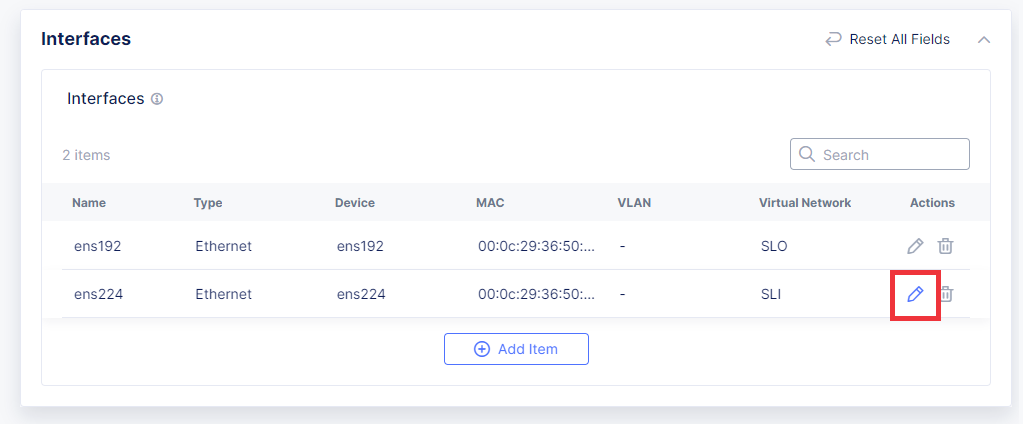 Interfaces
Reset All Fields
Interfaces
2 items
Search
Name Type Device MAC VLAN Virtual Network Actions
ens192 Ethernet ens192 00:0c:29:36:50:... - SLO
ens224 Ethernet ens224 00:0c:29:36:50:... - SLI
Add Item